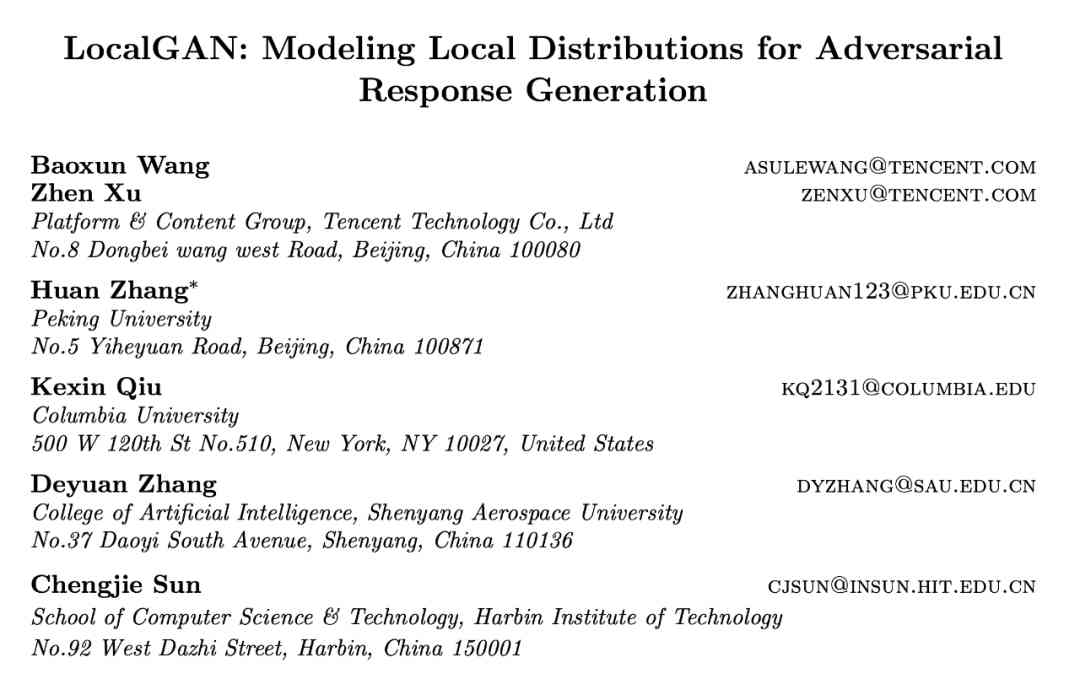 LocalGAN: Modeling Local Distributions for Adversarial
Response Generation
Baoxun Wang ASULEWANG@TENCENT.COM
Zhen Xu ZENXU@TENCENT.COM
Platform & Content Group, Tencent Technology Co., Ltd
No.8 Dongbei wang west Road, Beijing, China 100080
Huan Zhang* ZHANGHUAN123@PKU.EDU.CN
Peking University
No.5 Yiheyuan Road, Beijing, China 100871
Kexin Qiu KQ2131@COLUMBIA.EDU
Columbia University
500 W 120th St No.510, New York, NY 10027, United States
Deyuan Zhang DYZHANG@SAU.EDU.CN
College of Artificial Intelligence, Shenyang Aerospace University
No.37 Daoyi South Avenue, Shenyang, China 110136
Chengjie Sun CJSUN@INSUN.HIT.EDU.CN
School of Computer Science & Technology, Harbin Institute of Technology
No.92 West Dazhi Street, Harbin, China 150001